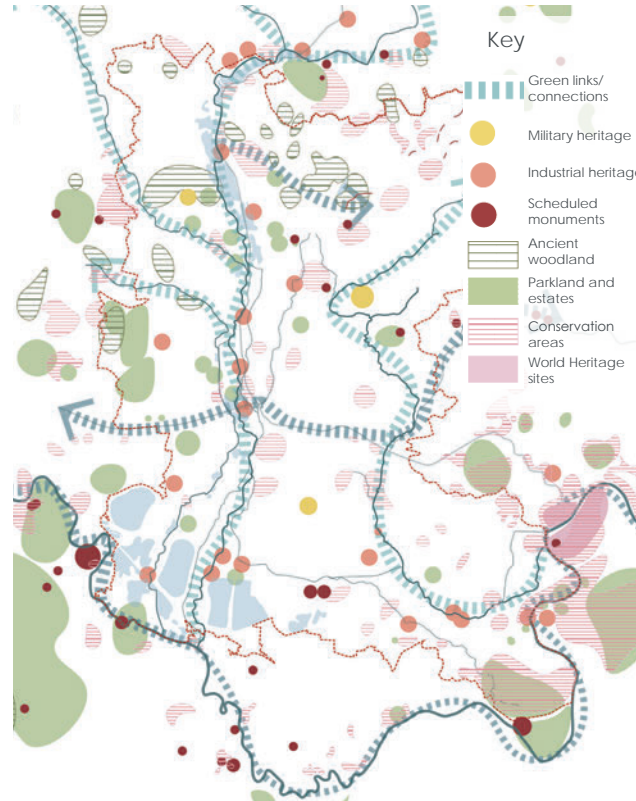 Key
Green links/
connections
Military heritage
Industrial heritage
Scheduled
monuments
Ancient
woodland
Parkland and
estates
Conservation
areas
World Heritage
sites